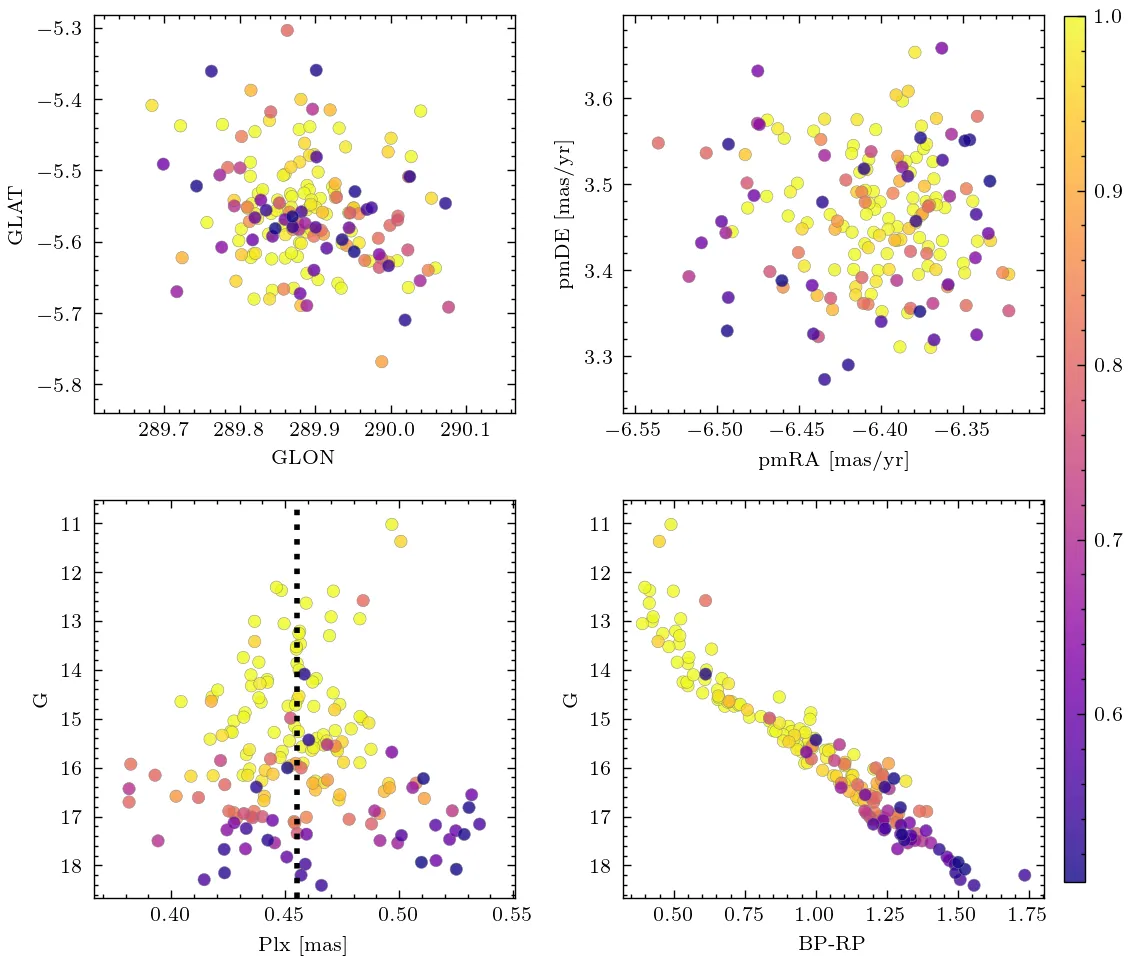 −5.3
−5.4
−5.5
−5.6
−5.7
−5.8
GLAT
289.7 289.8 289.9 290.0 290.1
GLON
3.6
3.5
3.4
3.3
pmDE [mas/yr]
−6.55 −6.50 −6.45 −6.40 −6.35
pmRA [mas/yr]
1.0
0.9
0.8
0.7
0.6
11
12
13
14
15
16
17
18
G
0.40 0.45 0.50 0.55
Plx [mas]
11
12
13
14
15
16
17
18
G
0.50 0.75 1.00 1.25 1.50 1.75
BP-RP